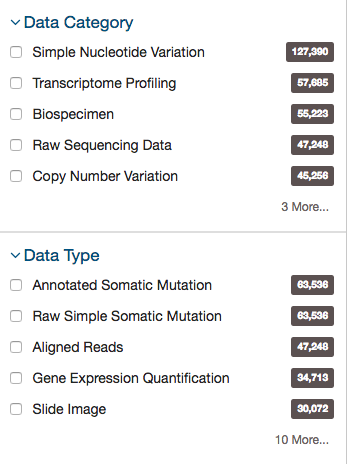 Data Category
Simple Nucleotide Variation 127,390
Transcriptome Profiling 57,685
Biospecimen 55,223
Raw Sequencing Data 47,248
Copy Number Variation 45,256
3 More...
Data Type
Annotated Somatic Mutation 63,536
Raw Simple Somatic Mutation 63,536
Aligned Reads 47,248
Gene Expression Quantification 34,713
Slide Image 30,072
10 More...